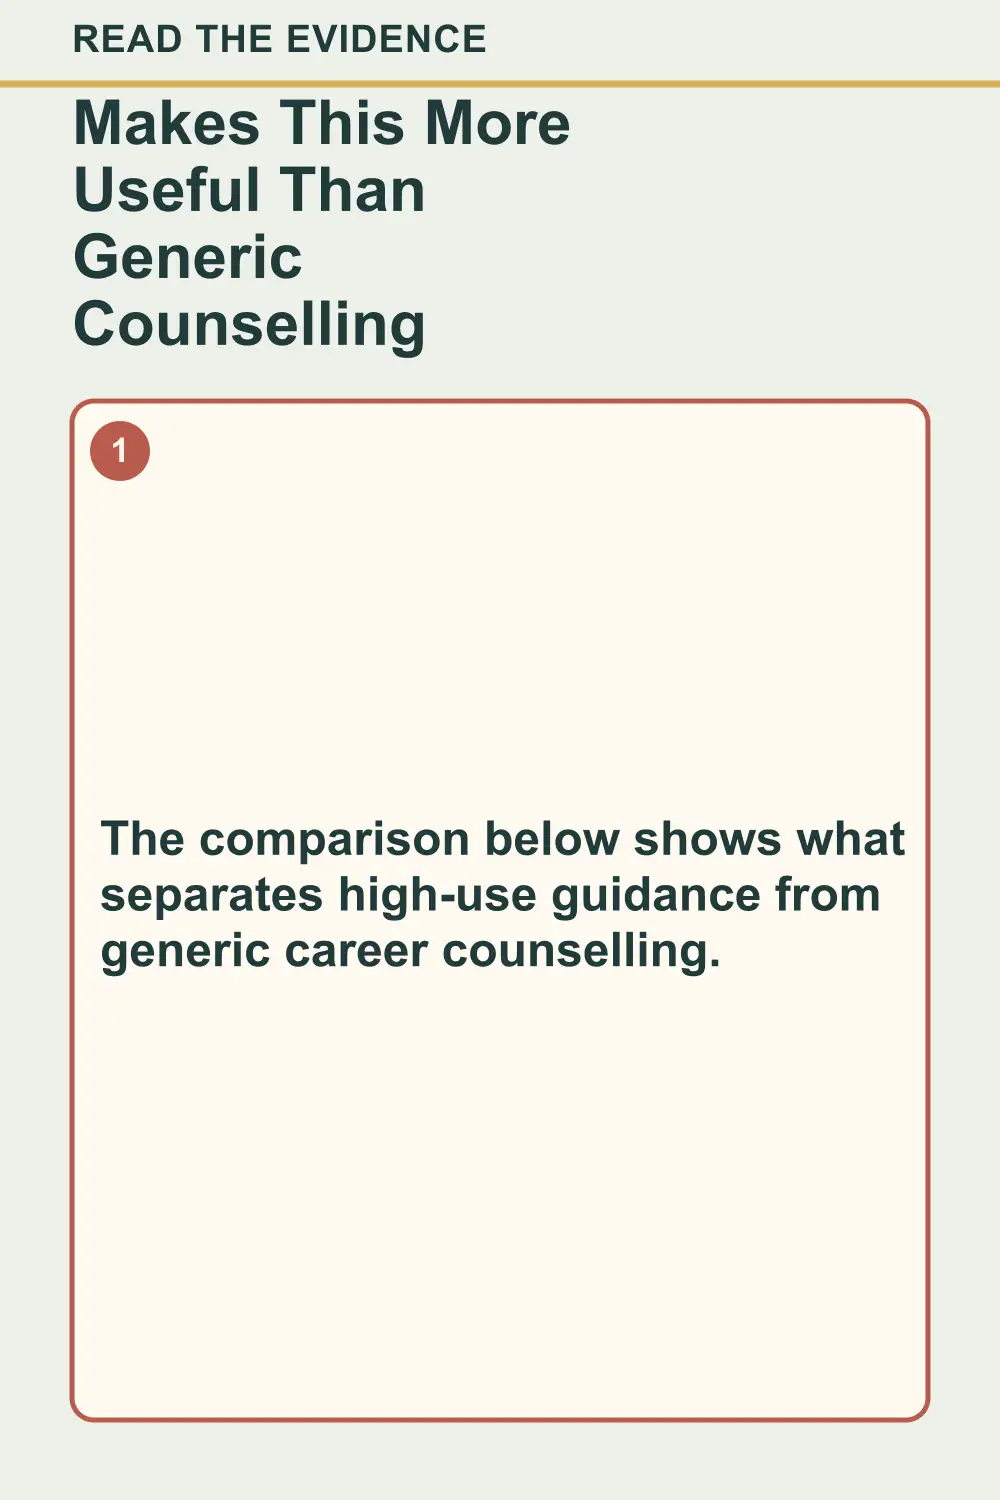 READ THE EVIDENCE
Makes This More
Useful Than
Generic
Counselling
1
The comparison below shows what
separates high-use guidance from
generic career counselling.